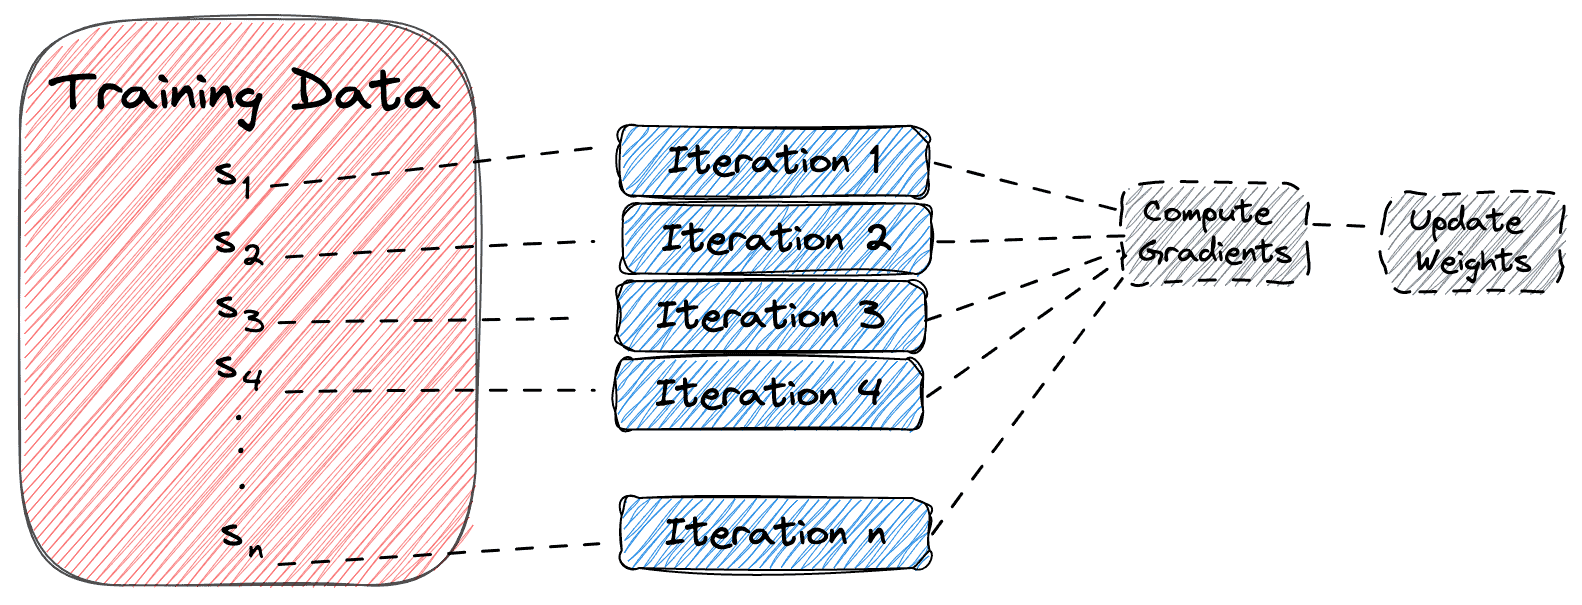 Training Data
s1
s2
s3
s4
.
.
.
sn
Iteration 1
Iteration 2
Iteration 3
Iteration 4
Iteration n
Compute
Gradients
Update
Weights